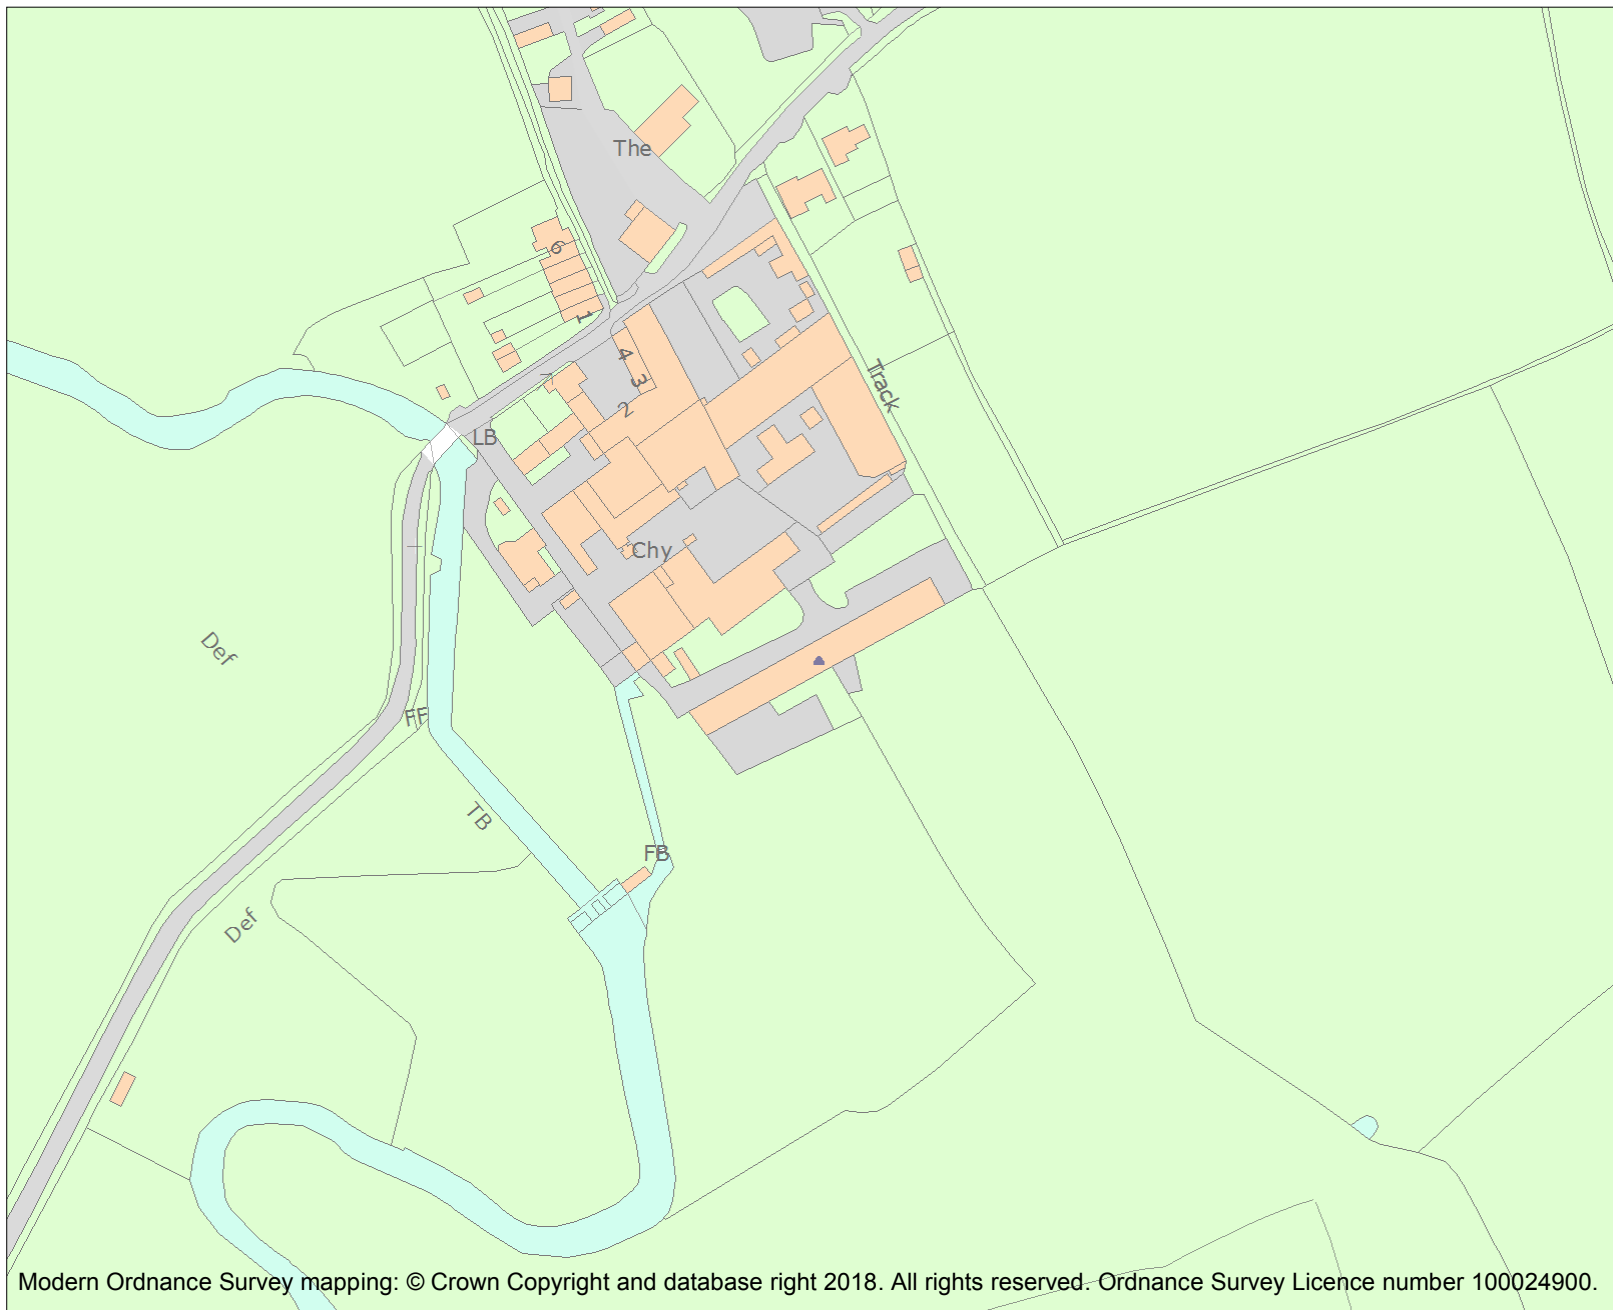 The
6
1
4
3
2
Track
LB
Chy
Def
FF
TB
FB
Def
Modern Ordnance Survey mapping: © Crown Copyright and database right 2018. All rights reserved. Ordnance Survey Licence number 100024900.